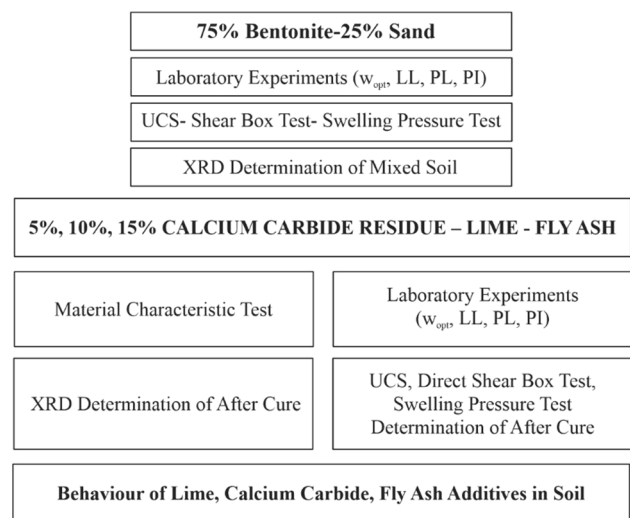 75% Bentonite-25% Sand
Laboratory Experiments (wopt, LL, PL, PI)
UCS- Shear Box Test- Swelling Pressure Test
XRD Determination of Mixed Soil
5%, 10%, 15% CALCIUM CARBIDE RESIDUE – LIME - FLY ASH
Material Characteristic Test
Laboratory Experiments
(wopt, LL, PL, PI)
XRD Determination of After Cure
UCS, Direct Shear Box Test,
Swelling Pressure Test
Determination of After Cure
Behaviour of Lime, Calcium Carbide, Fly Ash Additives in Soil